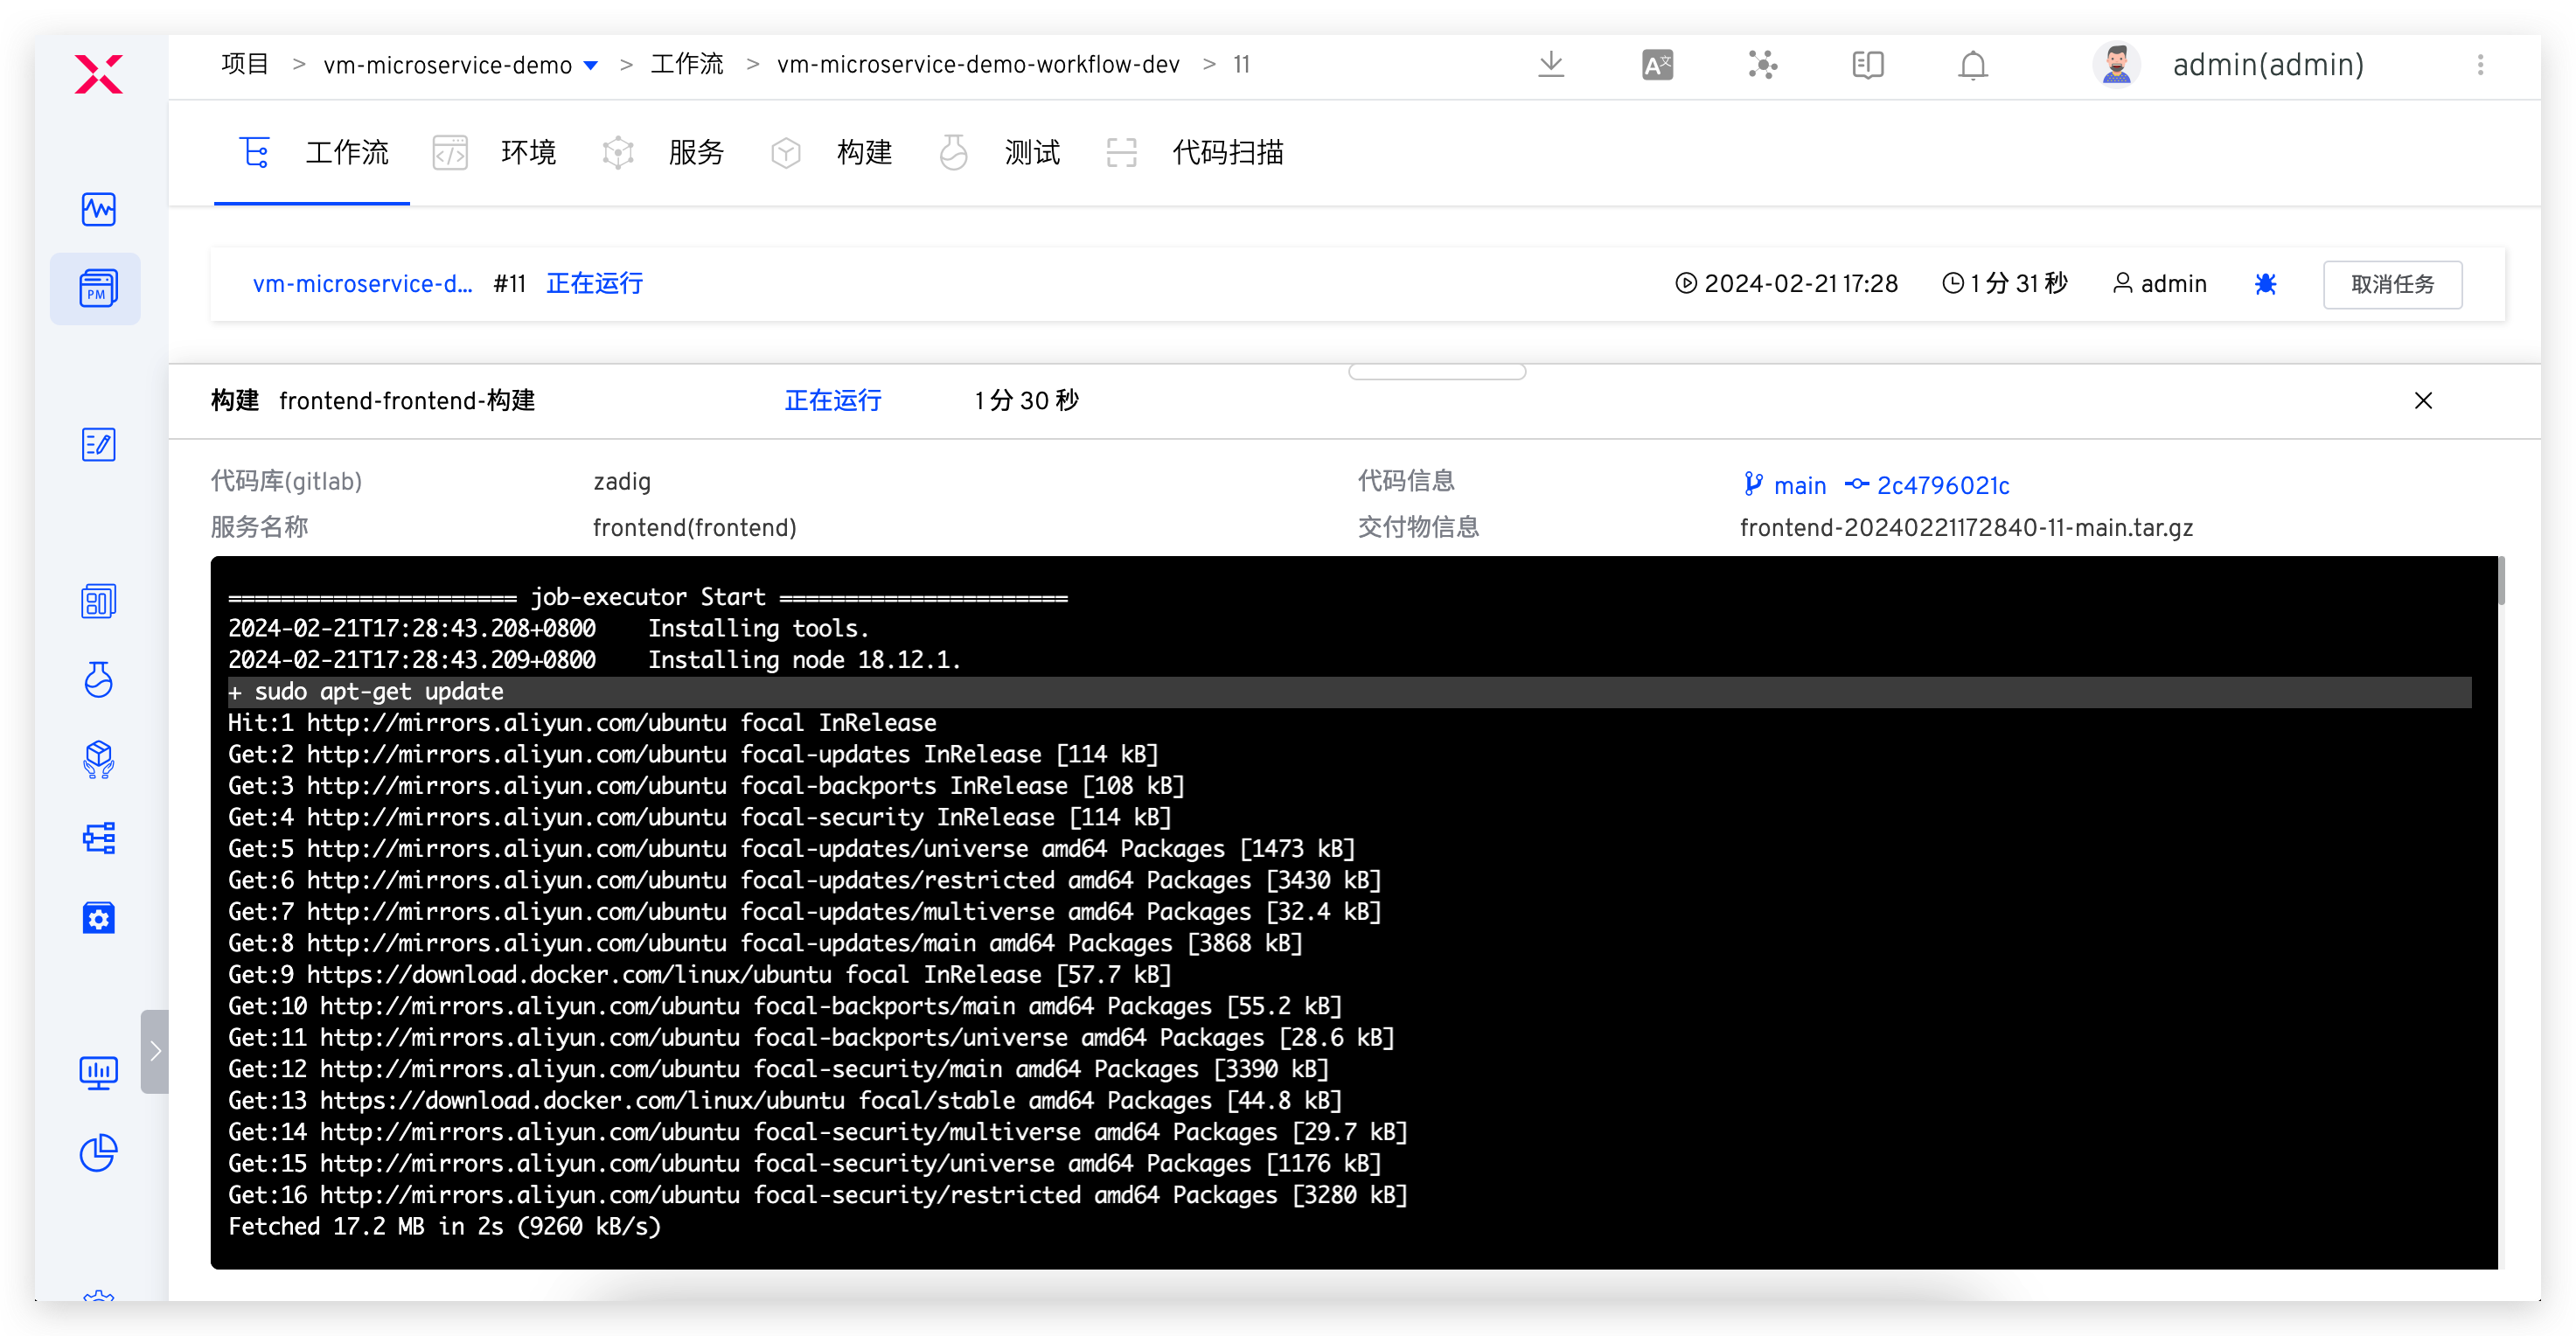 项目 > vm-microservice-demo > 工作流 > vm-microservice-demo-workflow-dev > 11
A文
admin(admin)
工作流 环境 服务 构建 测试 代码扫描
PM
vm-microservice-d... #11 正在运行 2024-02-21 17:28 1 分 31 秒 admin 取消任务
构建 frontend-frontend-构建 正在运行 1 分 30 秒
代码库(gitlab) zadig 代码信息 main 2c4796021c
服务名称 frontend(frontend) 交付物信息 frontend-20240221172840-11-main.tar.gz
====================== job-executor Start ======================
2024-02-21T17:28:43.208+0800    Installing tools.
2024-02-21T17:28:43.209+0800    Installing node 18.12.1.
+ sudo apt-get update
Hit:1 http://mirrors.aliyun.com/ubuntu focal InRelease
Get:2 http://mirrors.aliyun.com/ubuntu focal-updates InRelease [114 kB]
Get:3 http://mirrors.aliyun.com/ubuntu focal-backports InRelease [108 kB]
Get:4 http://mirrors.aliyun.com/ubuntu focal-security InRelease [114 kB]
Get:5 http://mirrors.aliyun.com/ubuntu focal-updates/universe amd64 Packages [1473 kB]
Get:6 http://mirrors.aliyun.com/ubuntu focal-updates/restricted amd64 Packages [3430 kB]
Get:7 http://mirrors.aliyun.com/ubuntu focal-updates/multiverse amd64 Packages [32.4 kB]
Get:8 http://mirrors.aliyun.com/ubuntu focal-updates/main amd64 Packages [3868 kB]
Get:9 https://download.docker.com/linux/ubuntu focal InRelease [57.7 kB]
Get:10 http://mirrors.aliyun.com/ubuntu focal-backports/main amd64 Packages [55.2 kB]
Get:11 http://mirrors.aliyun.com/ubuntu focal-backports/universe amd64 Packages [28.6 kB]
Get:12 http://mirrors.aliyun.com/ubuntu focal-security/main amd64 Packages [3390 kB]
Get:13 https://download.docker.com/linux/ubuntu focal/stable amd64 Packages [44.8 kB]
Get:14 http://mirrors.aliyun.com/ubuntu focal-security/multiverse amd64 Packages [29.7 kB]
Get:15 http://mirrors.aliyun.com/ubuntu focal-security/universe amd64 Packages [1176 kB]
Get:16 http://mirrors.aliyun.com/ubuntu focal-security/restricted amd64 Packages [3280 kB]
Fetched 17.2 MB in 2s (9260 kB/s)